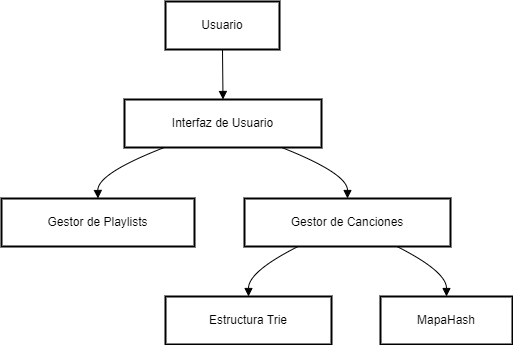 Usuario
Interfaz de Usuario
Gestor de Playlists
Gestor de Canciones
Estructura Trie
MapaHash